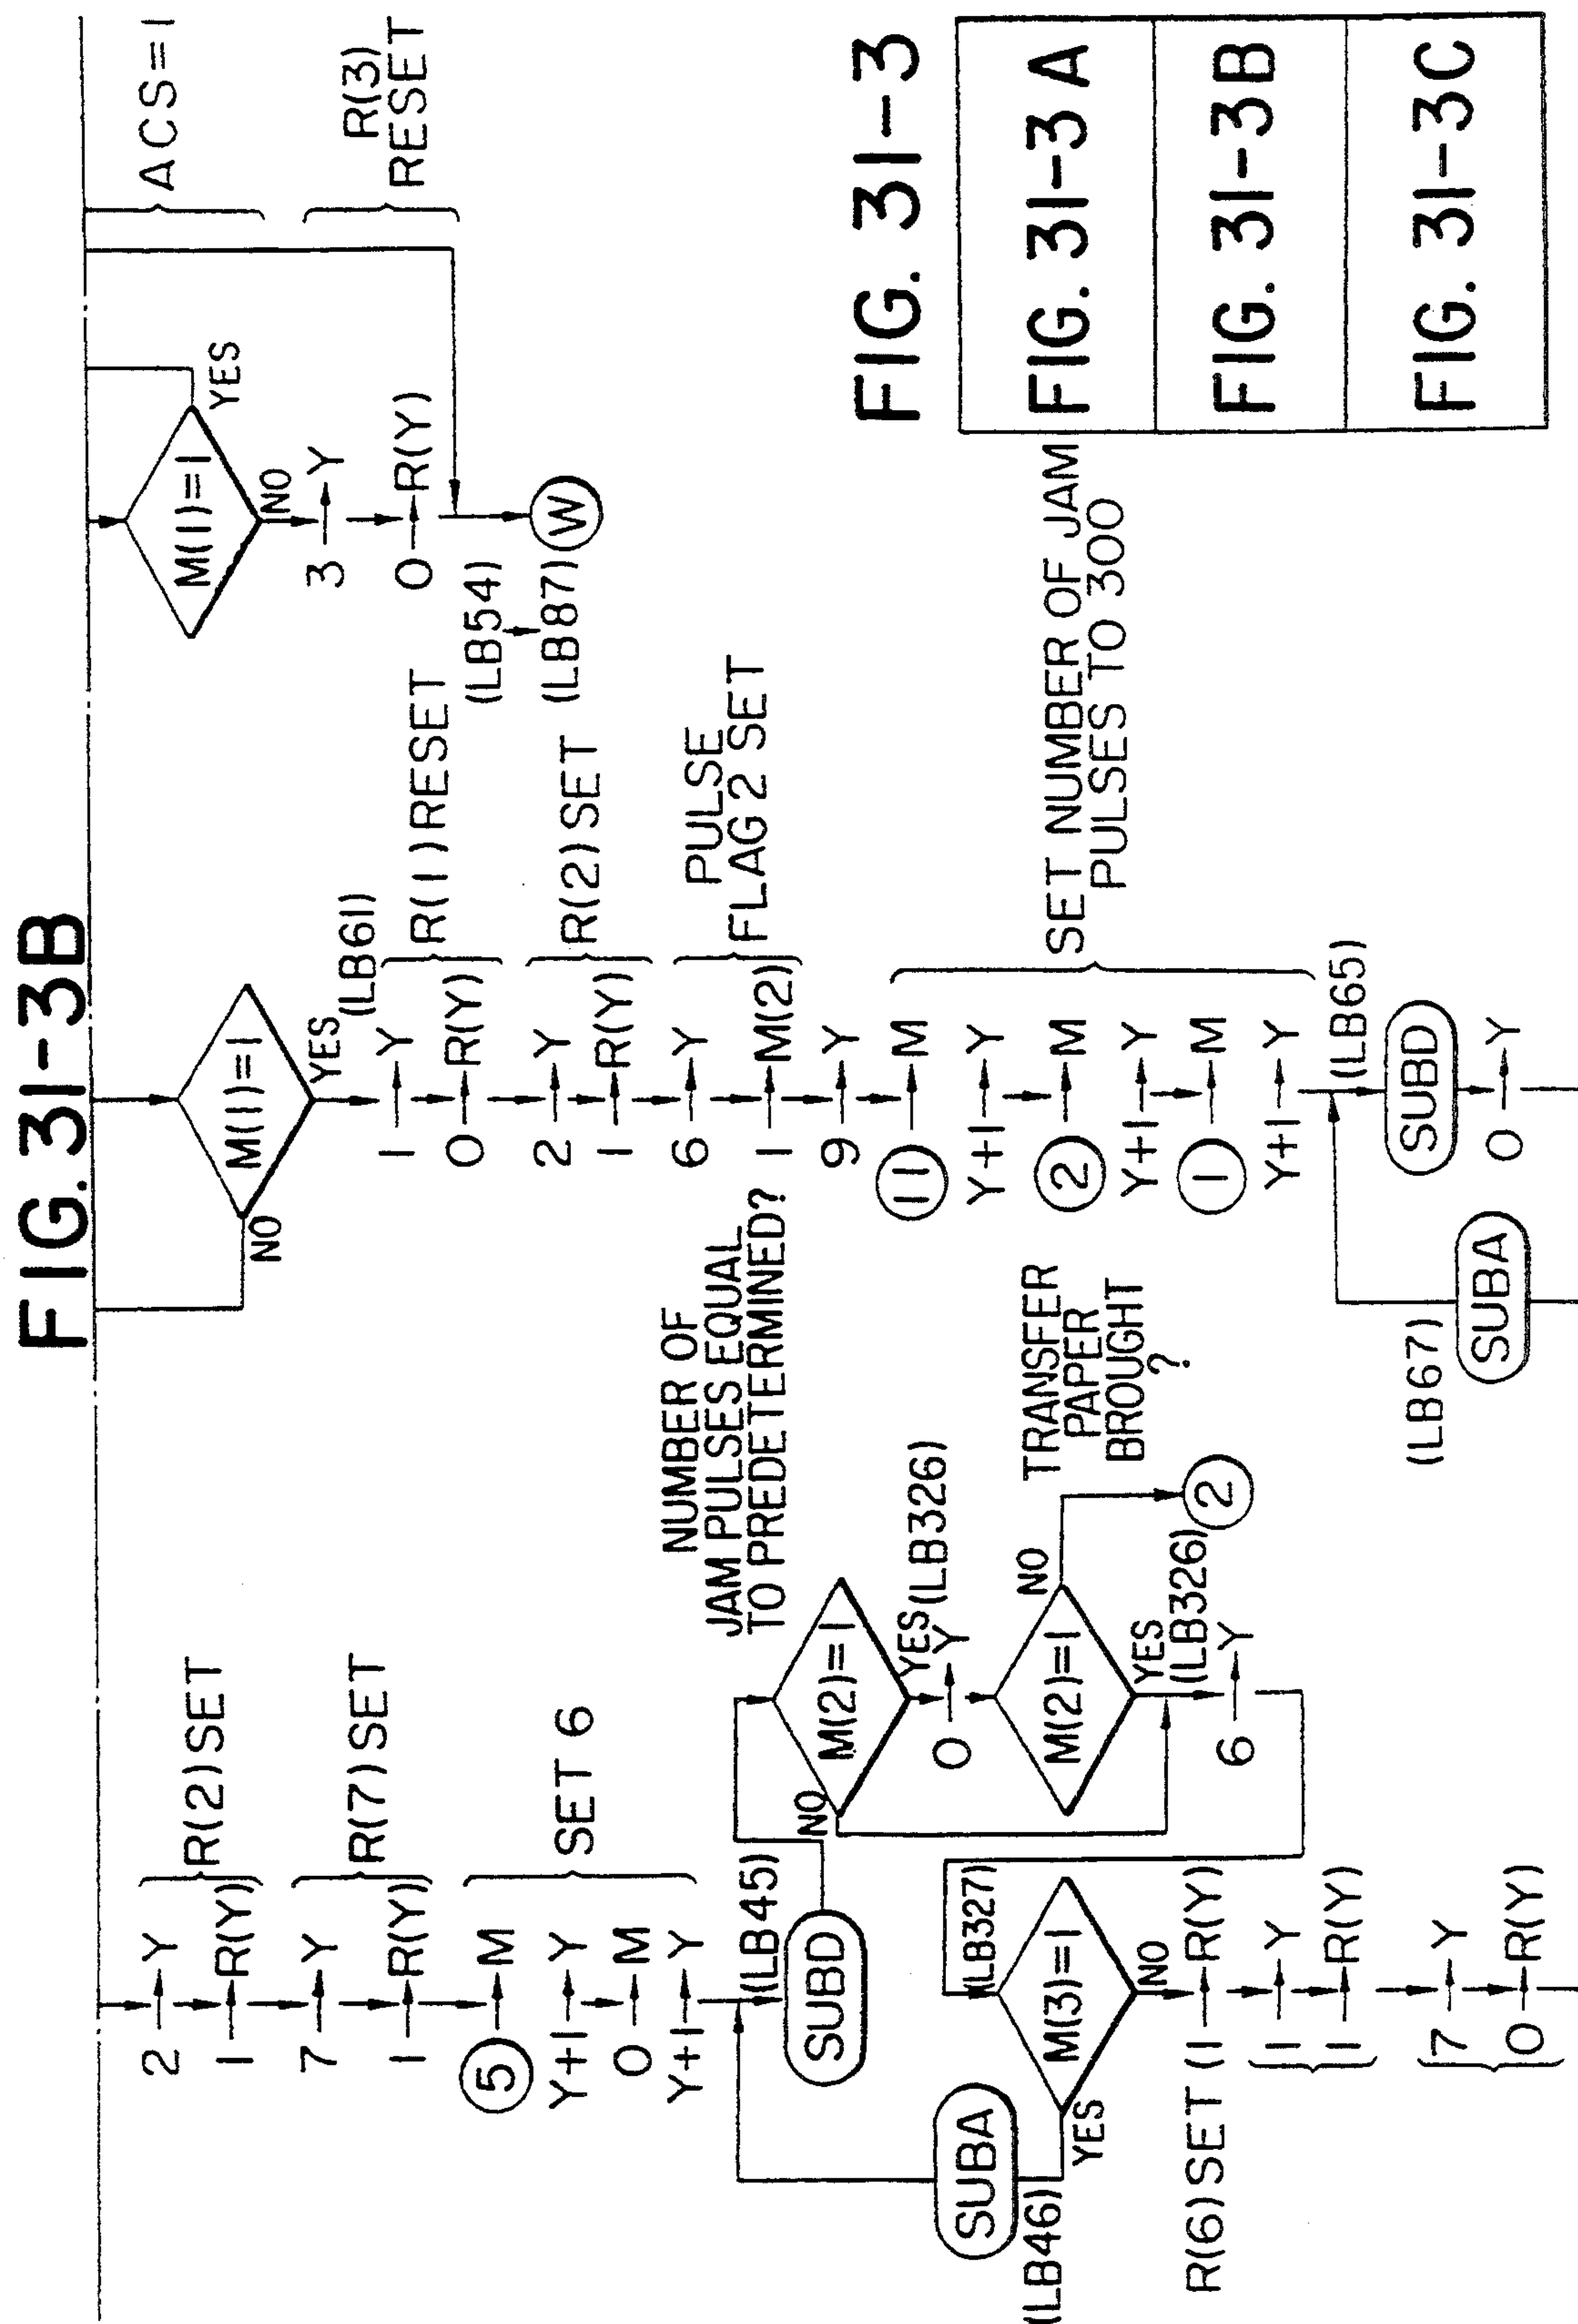 FIG. 31-3B
2 → Y
1 → R(Y)
R(2) SET
7 → Y
1 → R(Y)
R(7) SET
5 → M
Y+1 → Y
0 → M
Y+1 → Y
SET 6
(LB45)
SUBD
NUMBER OF
JAM PULSES EQUAL
TO PREDETERMINED?
M(2)=1
NO
YES (LB326)
0 → Y
TRANSFER
PAPER
BROUGHT
?
M(2)=1
NO
2
YES
(LB326)
6 → Y
(LB327)
M(3)=1
YES
NO
SUBA
(LB46)
R(6) SET (1 → R(Y)
1 → Y
1 → R(Y)
7 → Y
0 → R(Y)
M(1)=1
NO
YES
(LB61)
1 → Y
0 → R(Y)
R(1) RESET
2 → Y
1 → R(Y)
R(2) SET
6 → Y
1 → M(2)
PULSE
FLAG 2 SET
9 → Y
11 → M
Y+1 → Y
2 → M
Y+1 → Y
1 → M
Y+1 → Y
SET NUMBER OF JAM
PULSES TO 300
(LB65)
SUBD
0 → Y
(LB67)
SUBA
M(1)=1
YES
NO
3 → Y
0 → R(Y)
ACS=1
R(3)
RESET
(LB54)
(LB87)
W
FIG. 31-3
FIG. 31-3A
FIG. 31-3B
FIG. 31-3C